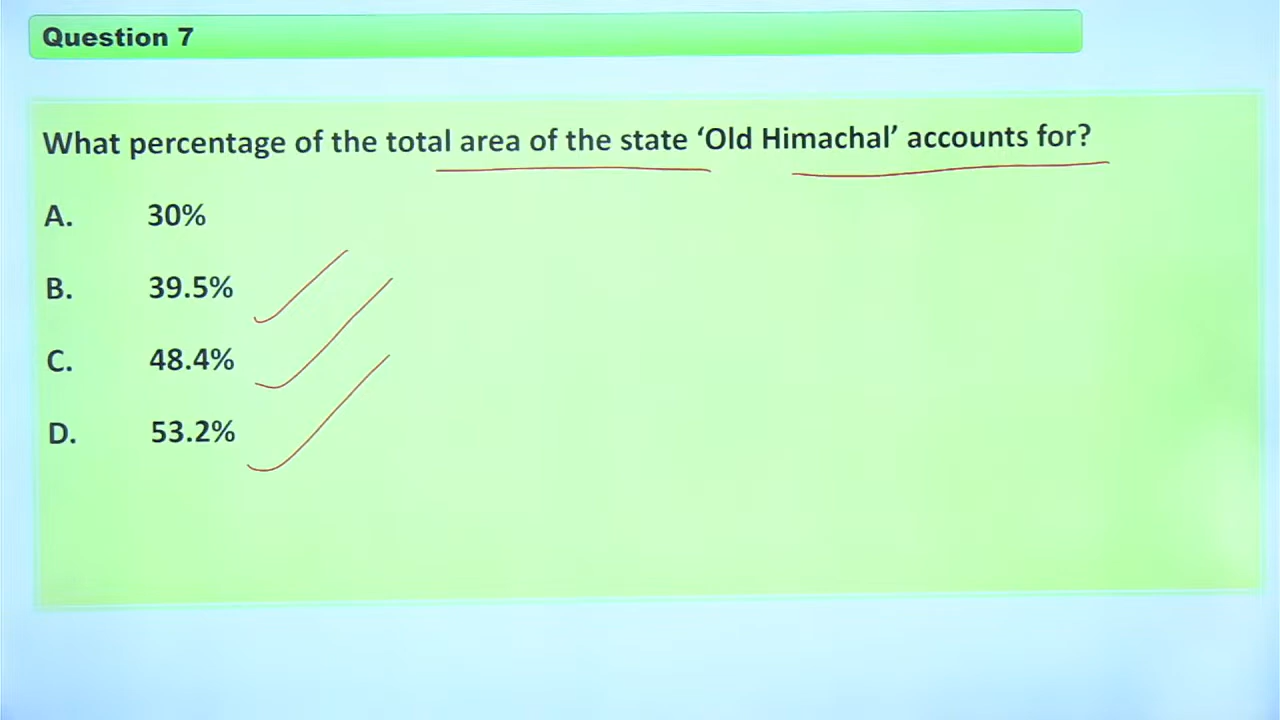 Question 7
What percentage of the total area of the state ‘Old Himachal’ accounts for?
A. 30%
B. 39.5%
C. 48.4%
D. 53.2%